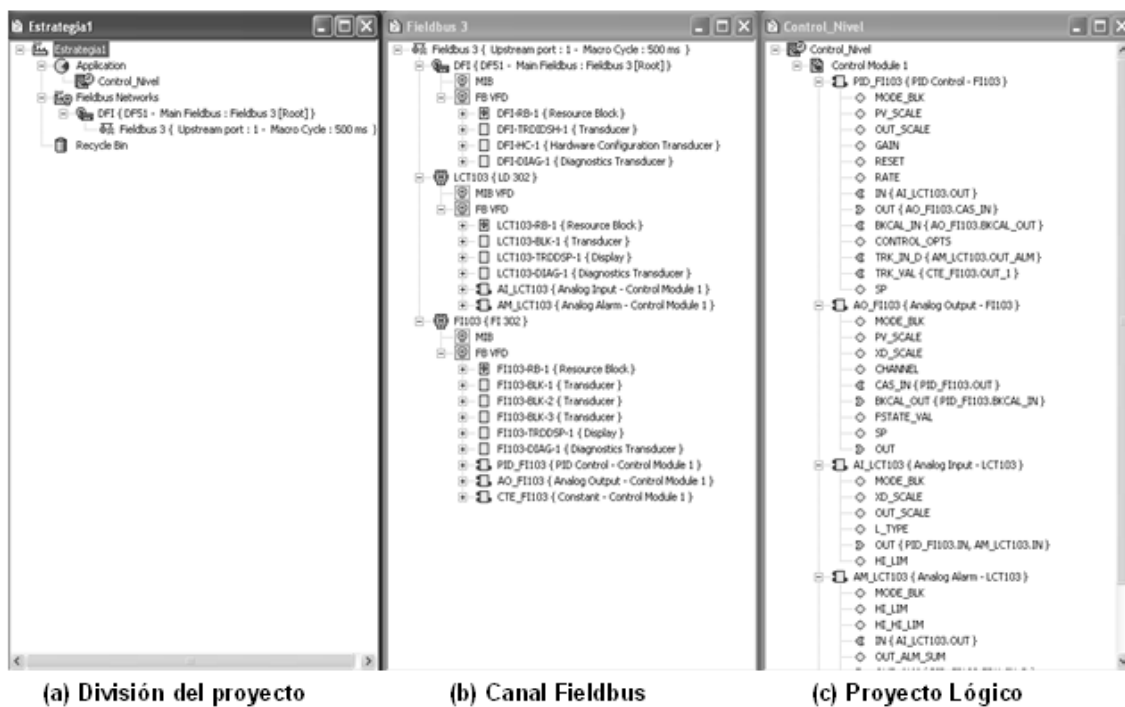 Estrategia1
Estrategia1
Application
Control_Nivel
Fieldbus Networks
DFI { DF51 - Main Fieldbus : Fieldbus 3 [Root] }
Fieldbus 3 { Upstream port : 1 - Macro Cycle : 500 ms }
Recycle Bin
(a) División del proyecto
Fieldbus 3
Fieldbus 3 { Upstream port : 1 - Macro Cycle : 500 ms }
DFI { DF51 - Main Fieldbus : Fieldbus 3 [Root] }
MIB
FB VFD
DFI-RB-1 { Resource Block }
DFI-TRDIDSH-1 { Transducer }
DFI-HC-1 { Hardware Configuration Transducer }
DFI-DIAG-1 { Diagnostics Transducer }
LCT103 { LD 302 }
MIB VFD
FB VFD
LCT103-RB-1 { Resource Block }
LCT103-BLK-1 { Transducer }
LCT103-TRDDSP-1 { Display }
LCT103-DIAG-1 { Diagnostics Transducer }
AI_LCT103 { Analog Input - Control Module 1 }
AM_LCT103 { Analog Alarm - Control Module 1 }
FI103 { FI 302 }
MIB
FB VFD
FI103-RB-1 { Resource Block }
FI103-BLK-1 { Transducer }
FI103-BLK-2 { Transducer }
FI103-BLK-3 { Transducer }
FI103-TRDDSP-1 { Display }
FI103-DIAG-1 { Diagnostics Transducer }
PID_FI103 { PID Control - Control Module 1 }
AO_FI103 { Analog Output - Control Module 1 }
CTE_FI103 { Constant - Control Module 1 }
(b) Canal Fieldbus
Control_Nivel
Control_Nivel
Control Module 1
PID_FI103 { PID Control - FI103 }
MODE_BLK
PV_SCALE
OUT_SCALE
GAIN
RESET
RATE
IN { AI_LCT103.OUT }
OUT { AO_FI103.CAS_IN }
BKCAL_IN { AO_FI103.BKCAL_OUT }
CONTROL_OPTS
TRK_IN_D { AM_LCT103.OUT_ALM }
TRK_VAL { CTE_FI103.OUT_1 }
SP
AO_FI103 { Analog Output - FI103 }
MODE_BLK
PV_SCALE
XD_SCALE
CHANNEL
CAS_IN { PID_FI103.OUT }
BKCAL_OUT { PID_FI103.BKCAL_IN }
FSTATE_VAL
SP
OUT
AI_LCT103 { Analog Input - LCT103 }
MODE_BLK
XD_SCALE
OUT_SCALE
L_TYPE
OUT { PID_FI103.IN, AM_LCT103.IN }
HI_LIM
AM_LCT103 { Analog Alarm - LCT103 }
MODE_BLK
HI_LIM
HI_HI_LIM
IN { AI_LCT103.OUT }
OUT_ALM_SUM
(c) Proyecto Lógico